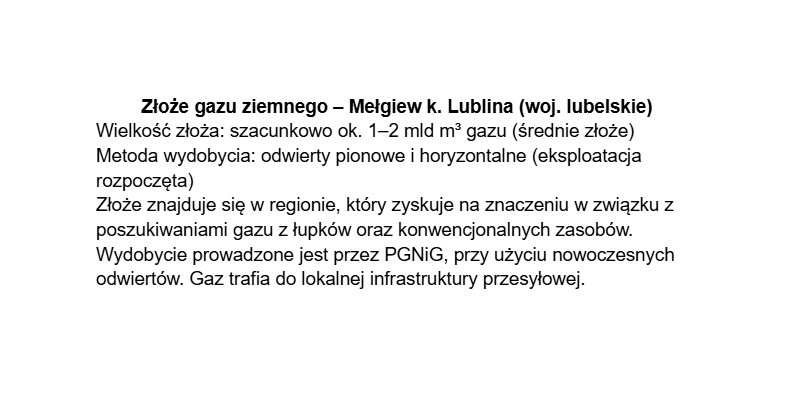 Złoże gazu ziemnego – Mełgiew k. Lublina (woj. lubelskie)
Wielkość złoża: szacunkowo ok. 1–2 mld m³ gazu (średnie złoże)
Metoda wydobycia: odwierty pionowe i horyzontalne (eksploatacja
rozpoczęta)
Złoże znajduje się w regionie, który zyskuje na znaczeniu w związku z
poszukiwaniami gazu z łupków oraz konwencjonalnych zasobów.
Wydobycie prowadzone jest przez PGNiG, przy użyciu nowoczesnych
odwiertów. Gaz trafia do lokalnej infrastruktury przesyłowej.